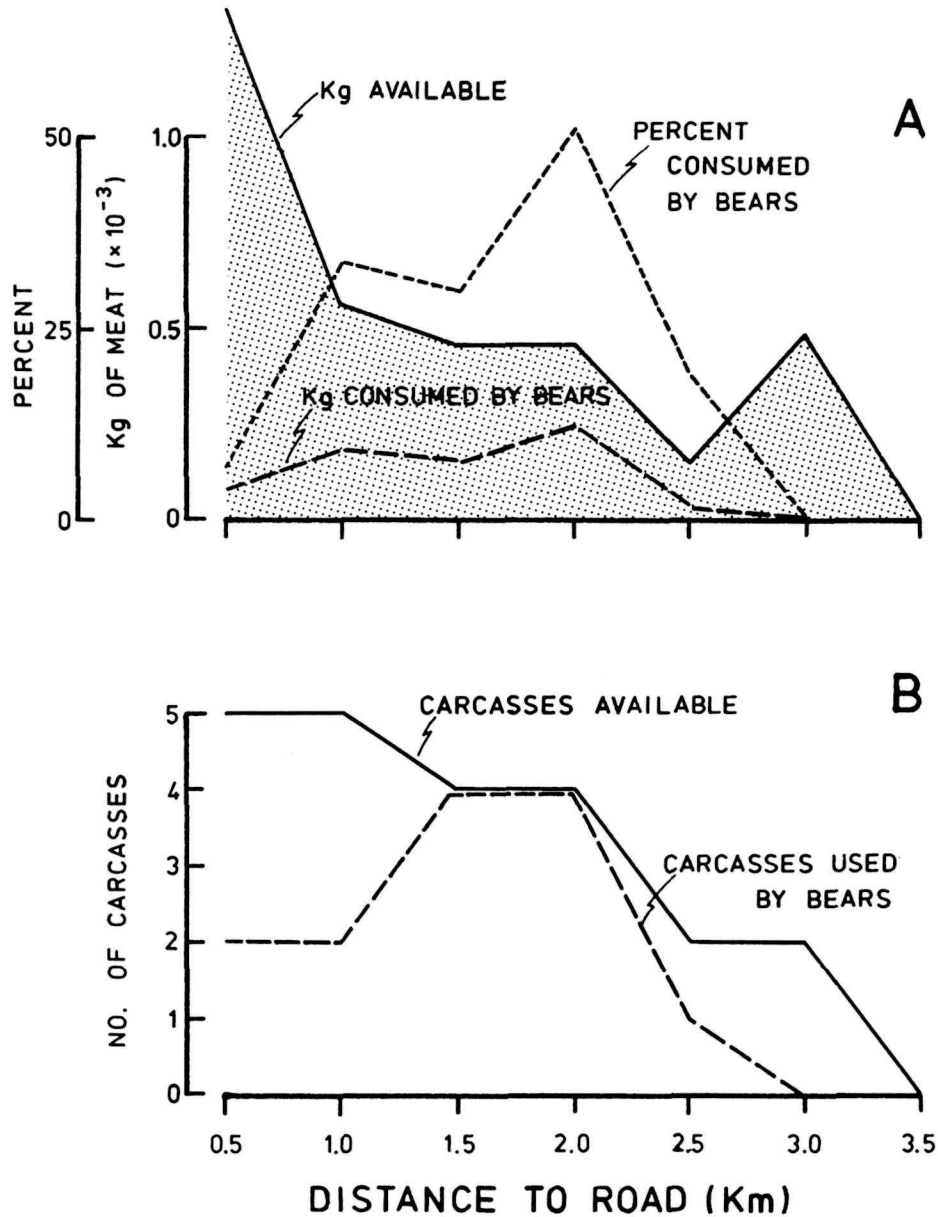 A
Kg AVAILABLE
PERCENT
CONSUMED
BY BEARS
Kg CONSUMED BY BEARS
PERCENT
50
25
0
Kg OF MEAT (×10⁻³)
1.0
0.5
0
B
CARCASSES AVAILABLE
CARCASSES USED
BY BEARS
NO. OF CARCASSES
5
4
3
2
1
0
0.5 1.0 1.5 2.0 2.5 3.0 3.5
DISTANCE TO ROAD (Km)